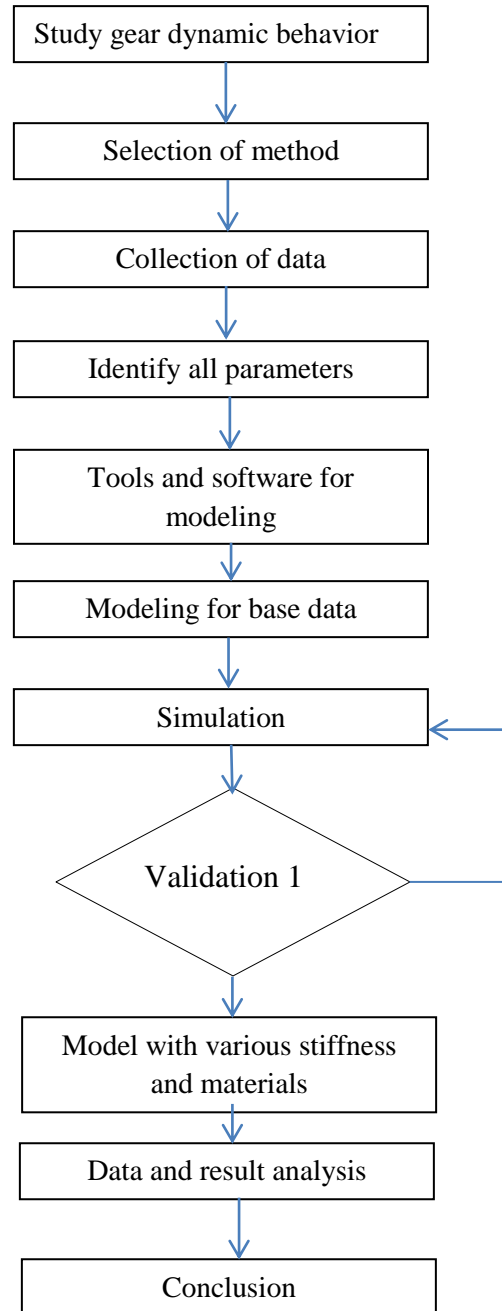 Study gear dynamic behavior
Selection of method
Collection of data
Identify all parameters
Tools and software for
modeling
Modeling for base data
Simulation
Validation 1
Model with various stiffness
and materials
Data and result analysis
Conclusion